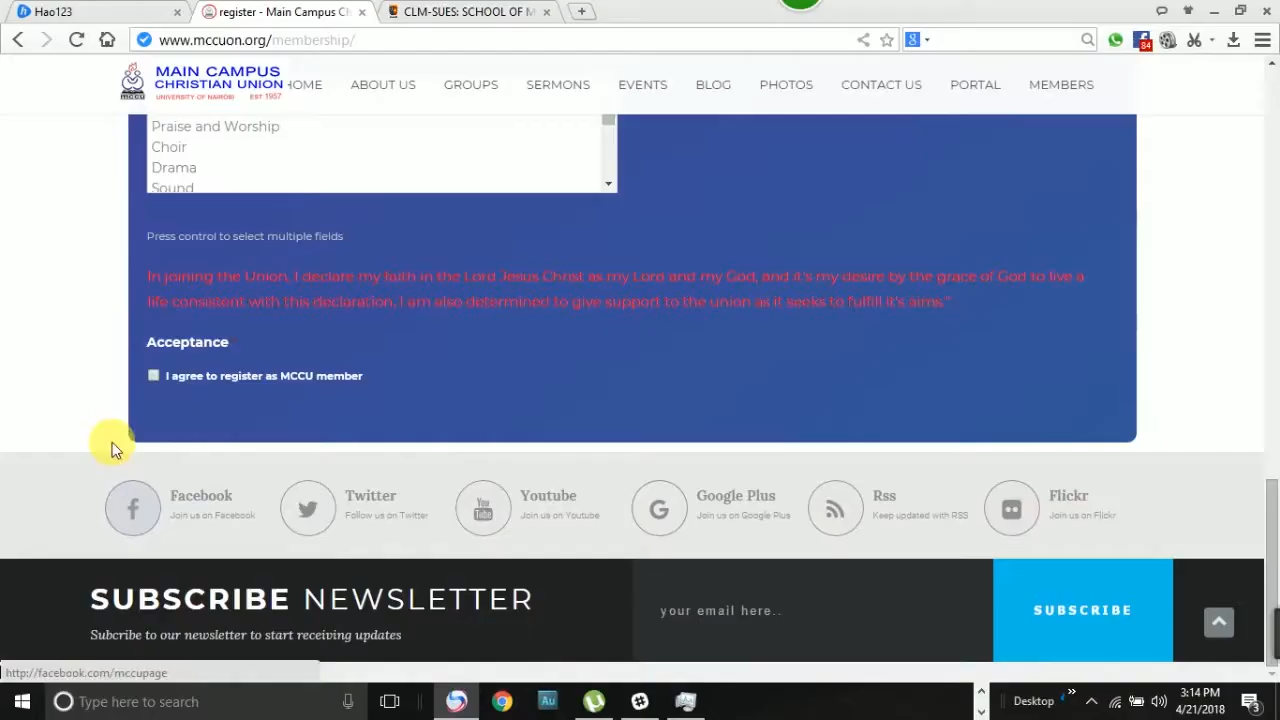 Hao123
register - Main Campus Ch
CLM-SUES: SCHOOL OF M
www.mccuon.org/membership/
84
MAIN CAMPUS
CHRISTIAN UNION
UNIVERSITY OF NAIROBI EST 1957
MCCU
HOME ABOUT US GROUPS SERMONS EVENTS BLOG PHOTOS CONTACT US PORTAL MEMBERS
Praise and Worship
Choir
Drama
Sound
Press control to select multiple fields
In joining the Union, I declare my faith in the Lord Jesus Christ as my Lord and my God, and it's my desire by the grace of God to live a
life consistent with this declaration, I am also determined to give support to the union as it seeks to fulfill it's aims."
Acceptance
I agree to register as MCCU member
Facebook
Join us on Facebook
Twitter
Follow us on Twitter
Youtube
Join us on Youtube
Google Plus
Join us on Google Plus
Rss
Keep updated with RSS
Flickr
Join us on Flickr
SUBSCRIBE NEWSLETTER
Subcribe to our newsletter to start receiving updates
your email here..
SUBSCRIBE
http://facebook.com/mccupage
Type here to search
Desktop
3:14 PM
4/21/2018
3